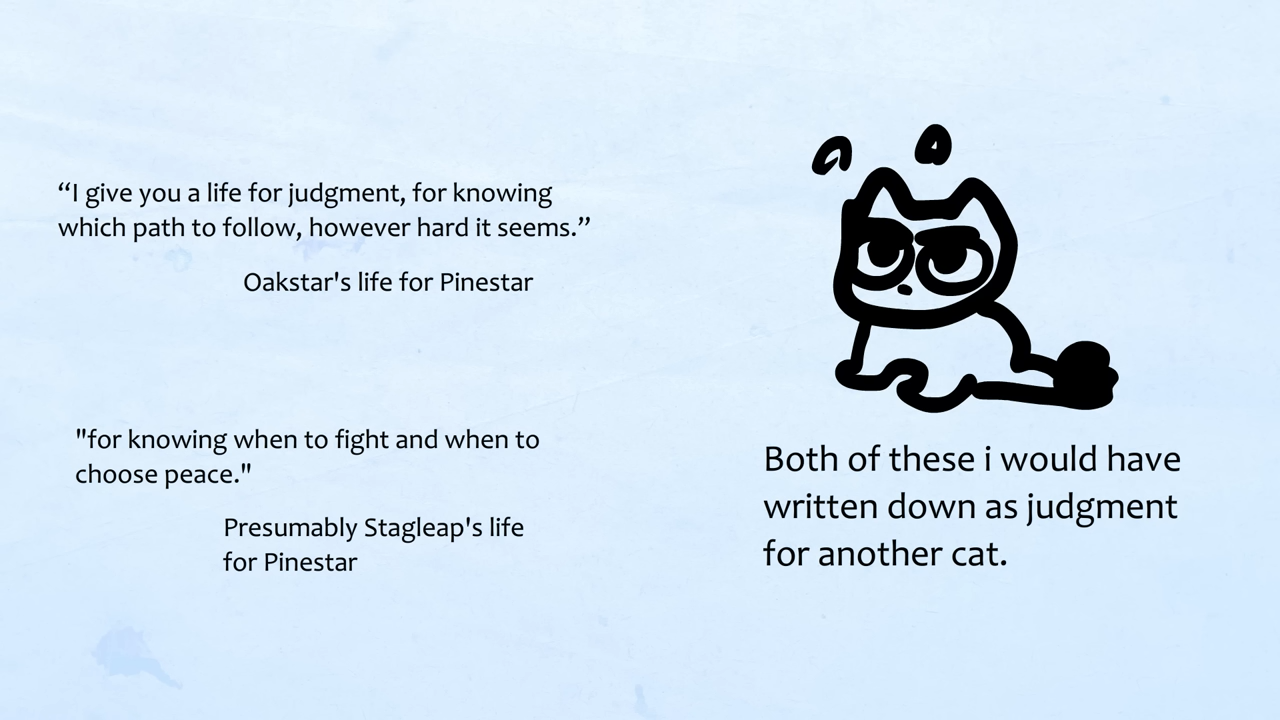 “I give you a life for judgment, for knowing
which path to follow, however hard it seems.”
Oakstar's life for Pinestar
"for knowing when to fight and when to
choose peace."
Presumably Stagleap's life
for Pinestar
Both of these i would have
written down as judgment
for another cat.